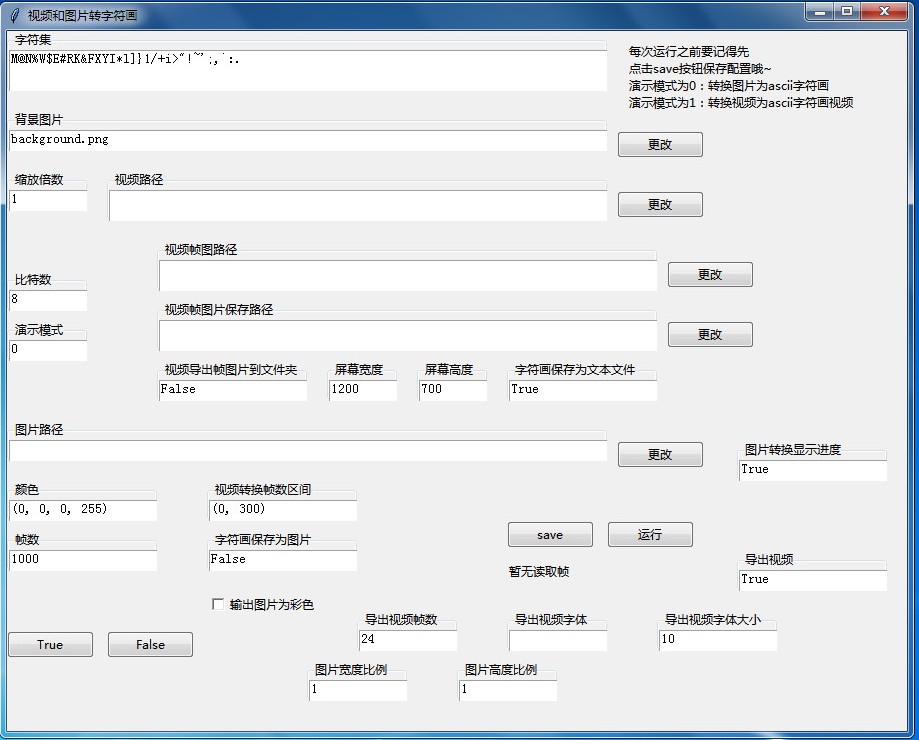 视频和图片转字符画
字符集
M@N%W$E#RK&FXYI*l]}1/+i>"!~';,`:.
每次运行之前要记得先
点击save按钮保存配置哦~
演示模式为0：转换图片为ascii字符画
演示模式为1：转换视频为ascii字符画视频
背景图片
background.png
更改
缩放倍数
1
视频路径
更改
视频帧图路径
更改
比特数
8
视频帧图片保存路径
更改
演示模式
0
视频导出帧图片到文件夹
False
屏幕宽度
1200
屏幕高度
700
字符画保存为文本文件
True
图片路径
更改
图片转换显示进度
True
颜色
(0, 0, 0, 255)
视频转换帧数区间
(0, 300)
帧数
1000
字符画保存为图片
False
save
运行
暂无读取帧
导出视频
True
输出图片为彩色
True
False
导出视频帧数
24
导出视频字体
导出视频字体大小
10
图片宽度比例
1
图片高度比例
1